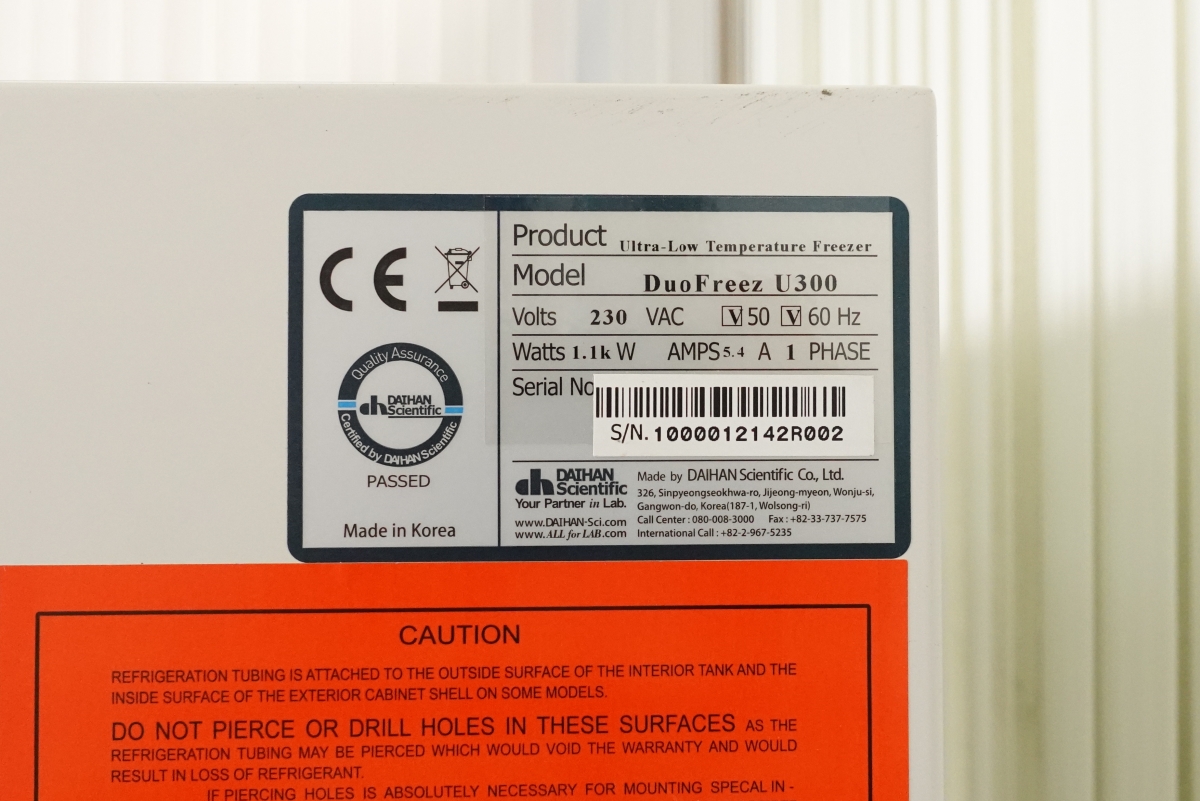 CE
Quality Assurance
dh DAIHAN
Scientific
Certified by DAIHAN Scientific
PASSED
Made in Korea
Product Ultra-Low Temperature Freezer
Model DuoFreez U300
Volts 230 VAC V 50 V 60 Hz
Watts 1.1k W AMPS 5.4 A 1 PHASE
Serial No
S/N. 1000012142R002
dh DAIHAN
Scientific
Your Partner in Lab.
www.DAIHAN-Sci.com
www.ALL for LAB.com
Made by DAIHAN Scientific Co., Ltd.
326, Sinpyeongseokhwa-ro, Jijeong-myeon, Wonju-si,
Gangwon-do, Korea(187-1, Wolsong-ri)
Call Center : 080-008-3000 Fax : +82-33-737-7575
International Call : +82-2-967-5235
CAUTION
REFRIGERATION TUBING IS ATTACHED TO THE OUTSIDE SURFACE OF THE INTERIOR TANK AND THE
INSIDE SURFACE OF THE EXTERIOR CABINET SHELL ON SOME MODELS.
DO NOT PIERCE OR DRILL HOLES IN THESE SURFACES AS THE
REFRIGERATION TUBING MAY BE PIERCED WHICH WOULD VOID THE WARRANTY AND WOULD
RESULT IN LOSS OF REFRIGERANT.
IF PIERCING HOLES IS ABSOLUTELY NECESSARY FOR MOUNTING SPECAL IN -